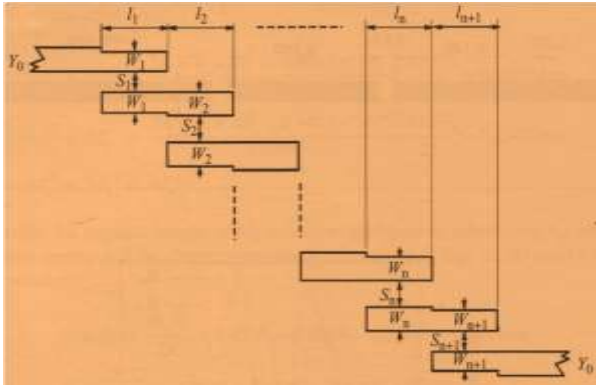 l₁ l₂ lₙ lₙ₊₁
Y₀ W₁
S₁
W₁ W₂
S₂
W₂
Wₙ
Sₙ
Wₙ Wₙ₊₁
Sₙ₊₁
Wₙ₊₁ Y₀